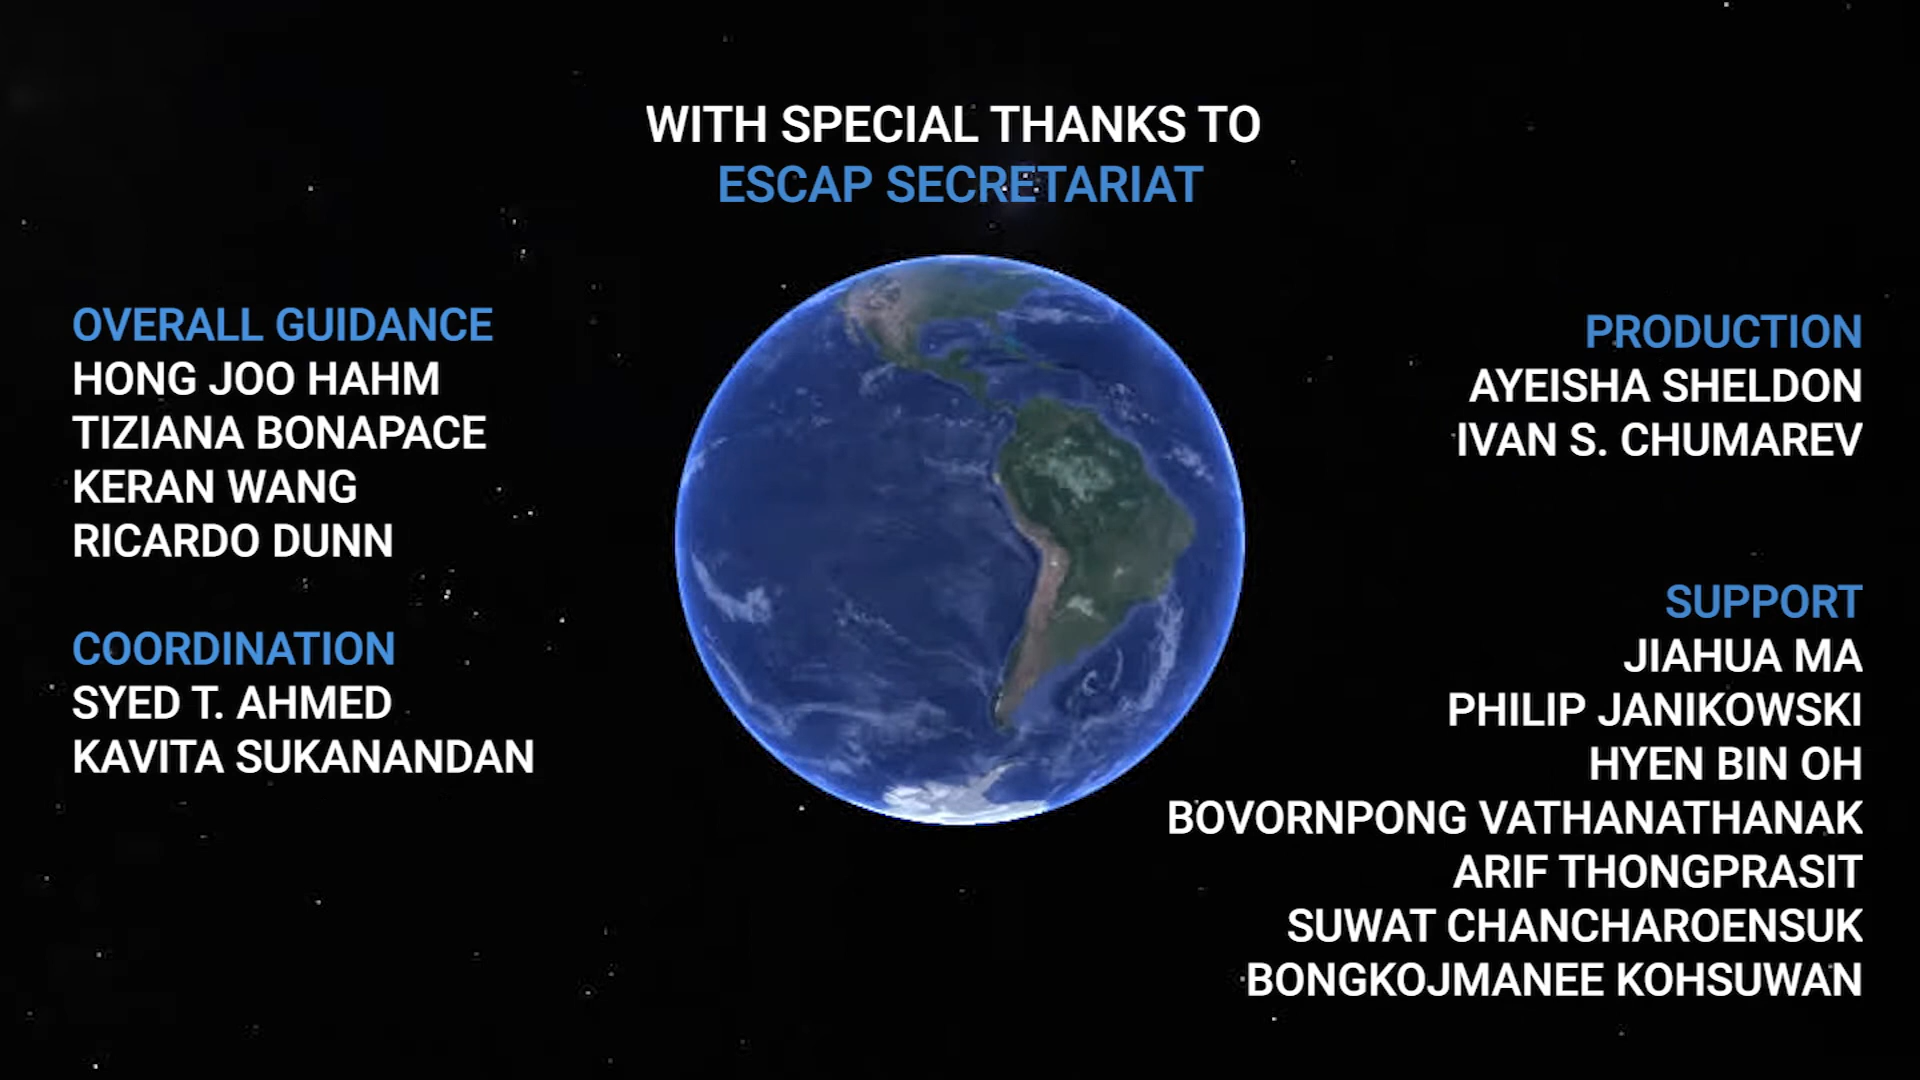 WITH SPECIAL THANKS TO
ESCAP SECRETARIAT
OVERALL GUIDANCE
HONG JOO HAHM
TIZIANA BONAPACE
KERAN WANG
RICARDO DUNN
COORDINATION
SYED T. AHMED
KAVITA SUKANANDAN
PRODUCTION
AYEISHA SHELDON
IVAN S. CHUMAREV
SUPPORT
JIAHUA MA
PHILIP JANIKOWSKI
HYEN BIN OH
BOVORNPONG VATHANATHANAK
ARIF THONGPRASIT
SUWAT CHANCHAROENSUK
BONGKOJMANEE KOHSUWAN